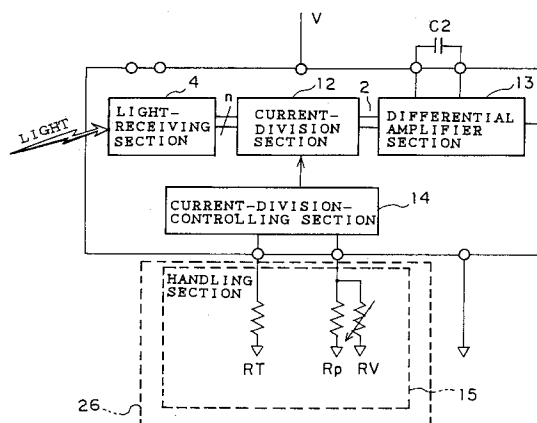 V
C2
4
n
12
2
13
LIGHT
LIGHT-
RECEIVING
SECTION
CURRENT-
DIVISION
SECTION
DIFFERENTIAL
AMPLIFIER
SECTION
CURRENT-DIVISION-
CONTROLLING SECTION
14
HANDLING
SECTION
RT
Rp
RV
26
15